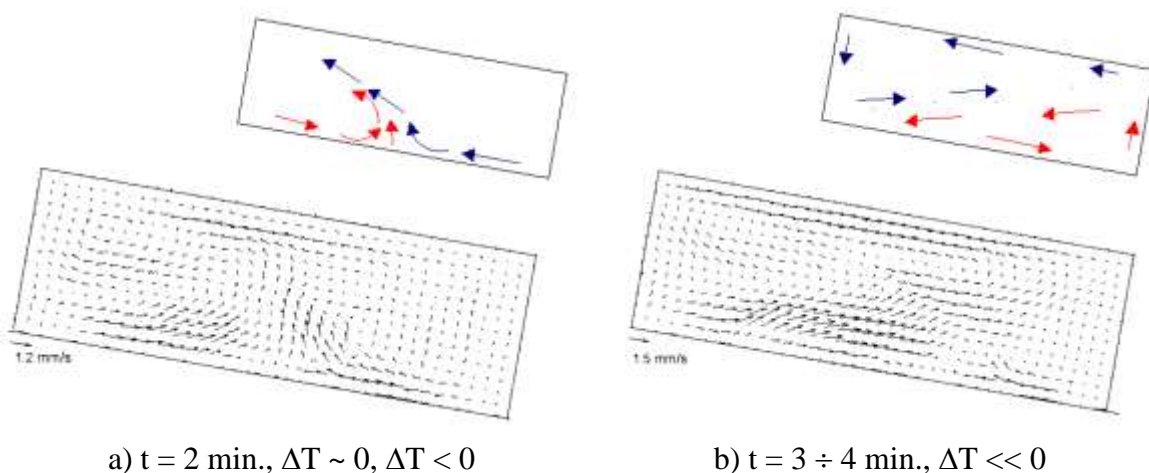 1.2 mm/s
1.5 mm/s
a) t = 2 min., ΔT ~ 0, ΔT < 0
b) t = 3 ÷ 4 min., ΔT << 0